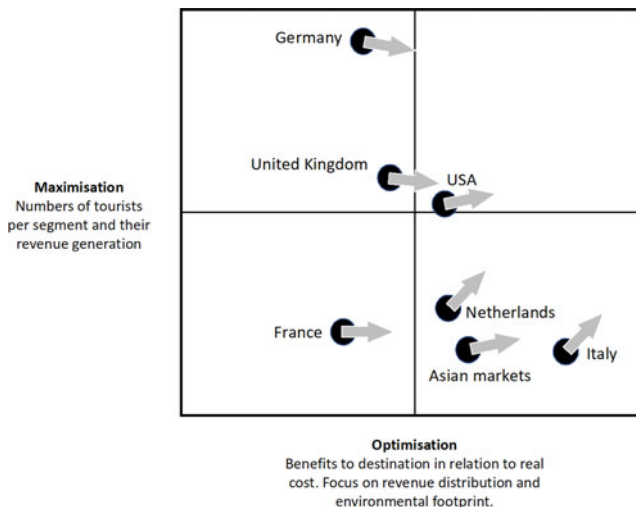 Germany
United Kingdom
USA
Maximisation
Numbers of tourists
per segment and their
revenue generation
Netherlands
France
Italy
Asian markets
Optimisation
Benefits to destination in relation to real
cost. Focus on revenue distribution and
environmental footprint.